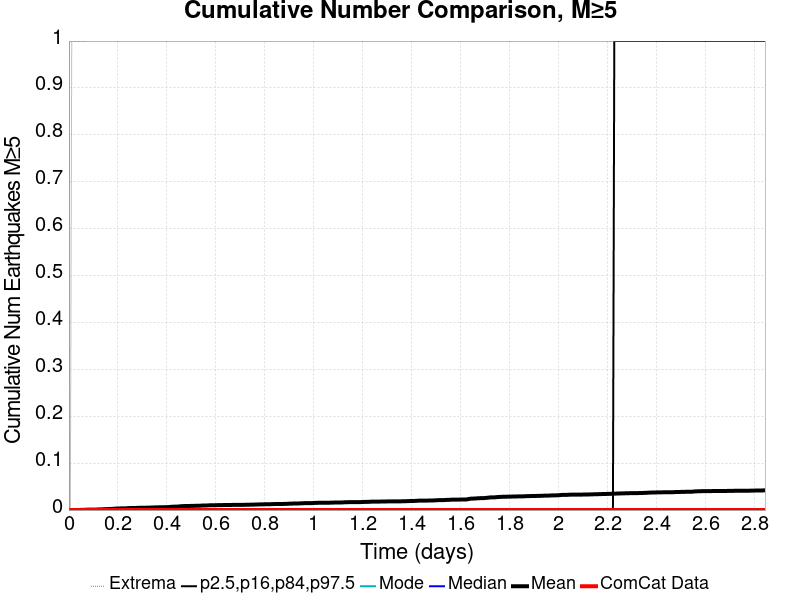 Cumulative Number Comparison, M≥5
Cumulative Num Earthquakes M≥5
1
0.9
0.8
0.7
0.6
0.5
0.4
0.3
0.2
0.1
0
0 0.2 0.4 0.6 0.8 1 1.2 1.4 1.6 1.8 2 2.2 2.4 2.6 2.8
Time (days)
Extrema p2.5,p16,p84,p97.5 Mode Median Mean ComCat Data